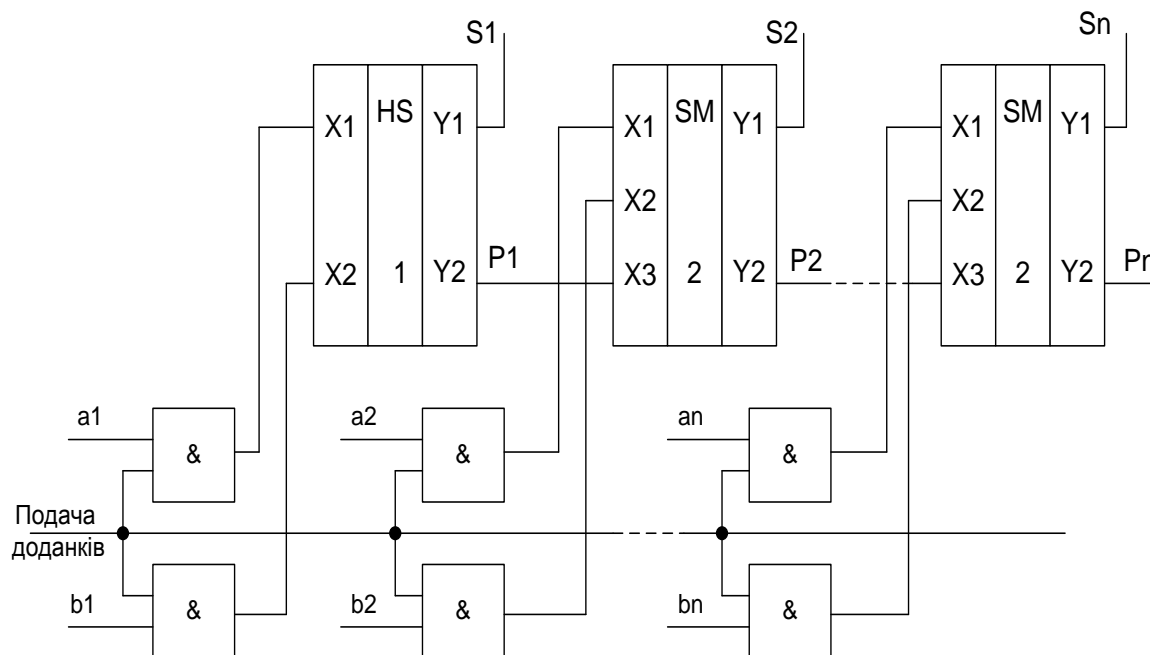 S1
S2
Sn
X1 HS Y1
X1 SM Y1
X1 SM Y1
X2
X2
X2 1 Y2 P1
X3 2 Y2 P2
X3 2 Y2 Pr
a1
a2
an
&
&
&
Подача
доданків
b1
b2
bn
&
&
&